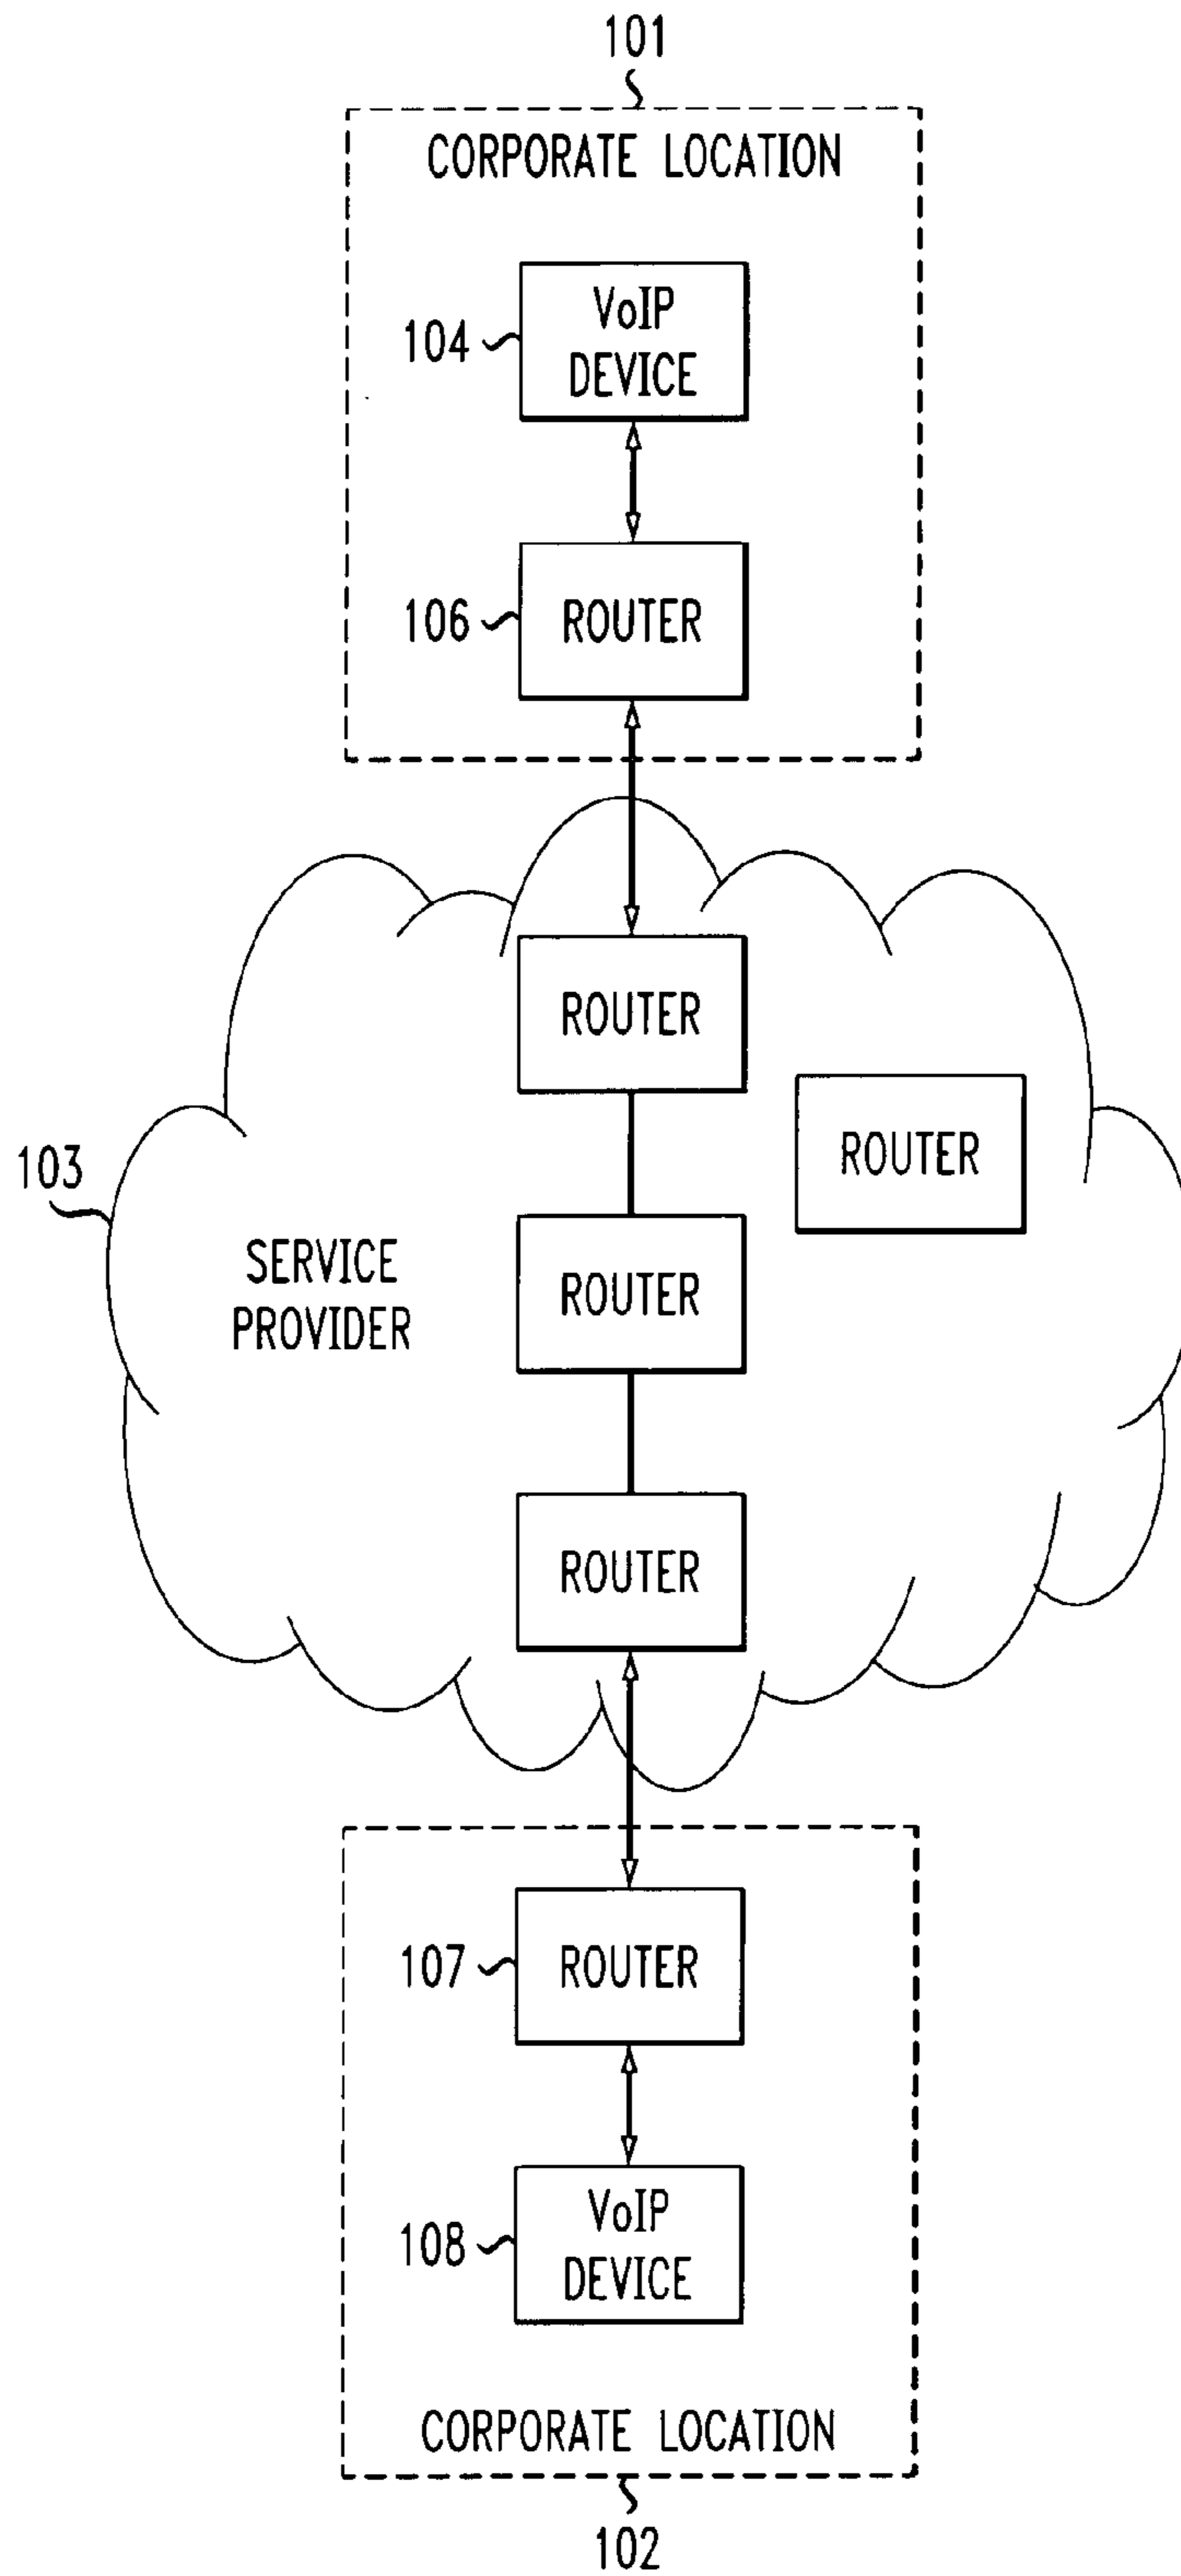 101
CORPORATE LOCATION
104
VoIP
DEVICE
106
ROUTER
ROUTER
ROUTER
103
SERVICE
PROVIDER
ROUTER
ROUTER
107
ROUTER
108
VoIP
DEVICE
CORPORATE LOCATION
102